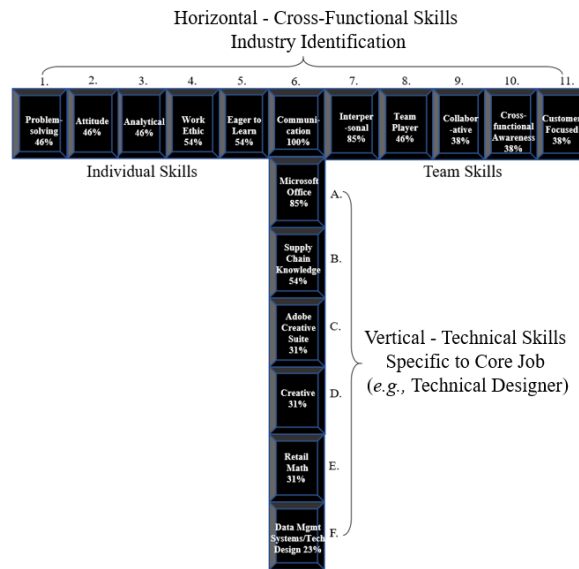 Horizontal - Cross-Functional Skills
Industry Identification
1. 2. 3. 4. 5. 6. 7. 8. 9. 10. 11.
Problem-
solving
46%
Attitude
46%
Analytical
46%
Work
Ethic
54%
Eager to
Learn
54%
Communi-
cation
100%
Interper
-sonal
85%
Team
Player
46%
Collabor
-ative
38%
Cross-
functional
Awareness
38%
Customer
Focused
38%
Individual Skills
Team Skills
Microsoft
Office
85%
A.
Supply
Chain
Knowledge
54%
B.
Adobe
Creative
Suite
31%
C.
Creative
31%
D.
Retail
Math
31%
E.
Data Mgmt
Systems/Tech
Design 23%
F.
Vertical - Technical Skills
Specific to Core Job
(e.g., Technical Designer)